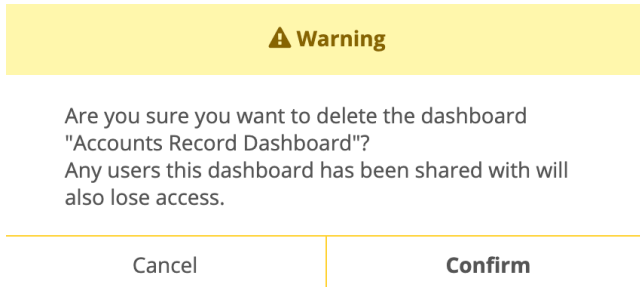 Warning
Are you sure you want to delete the dashboard
"Accounts Record Dashboard"?
Any users this dashboard has been shared with will
also lose access.
Cancel
Confirm